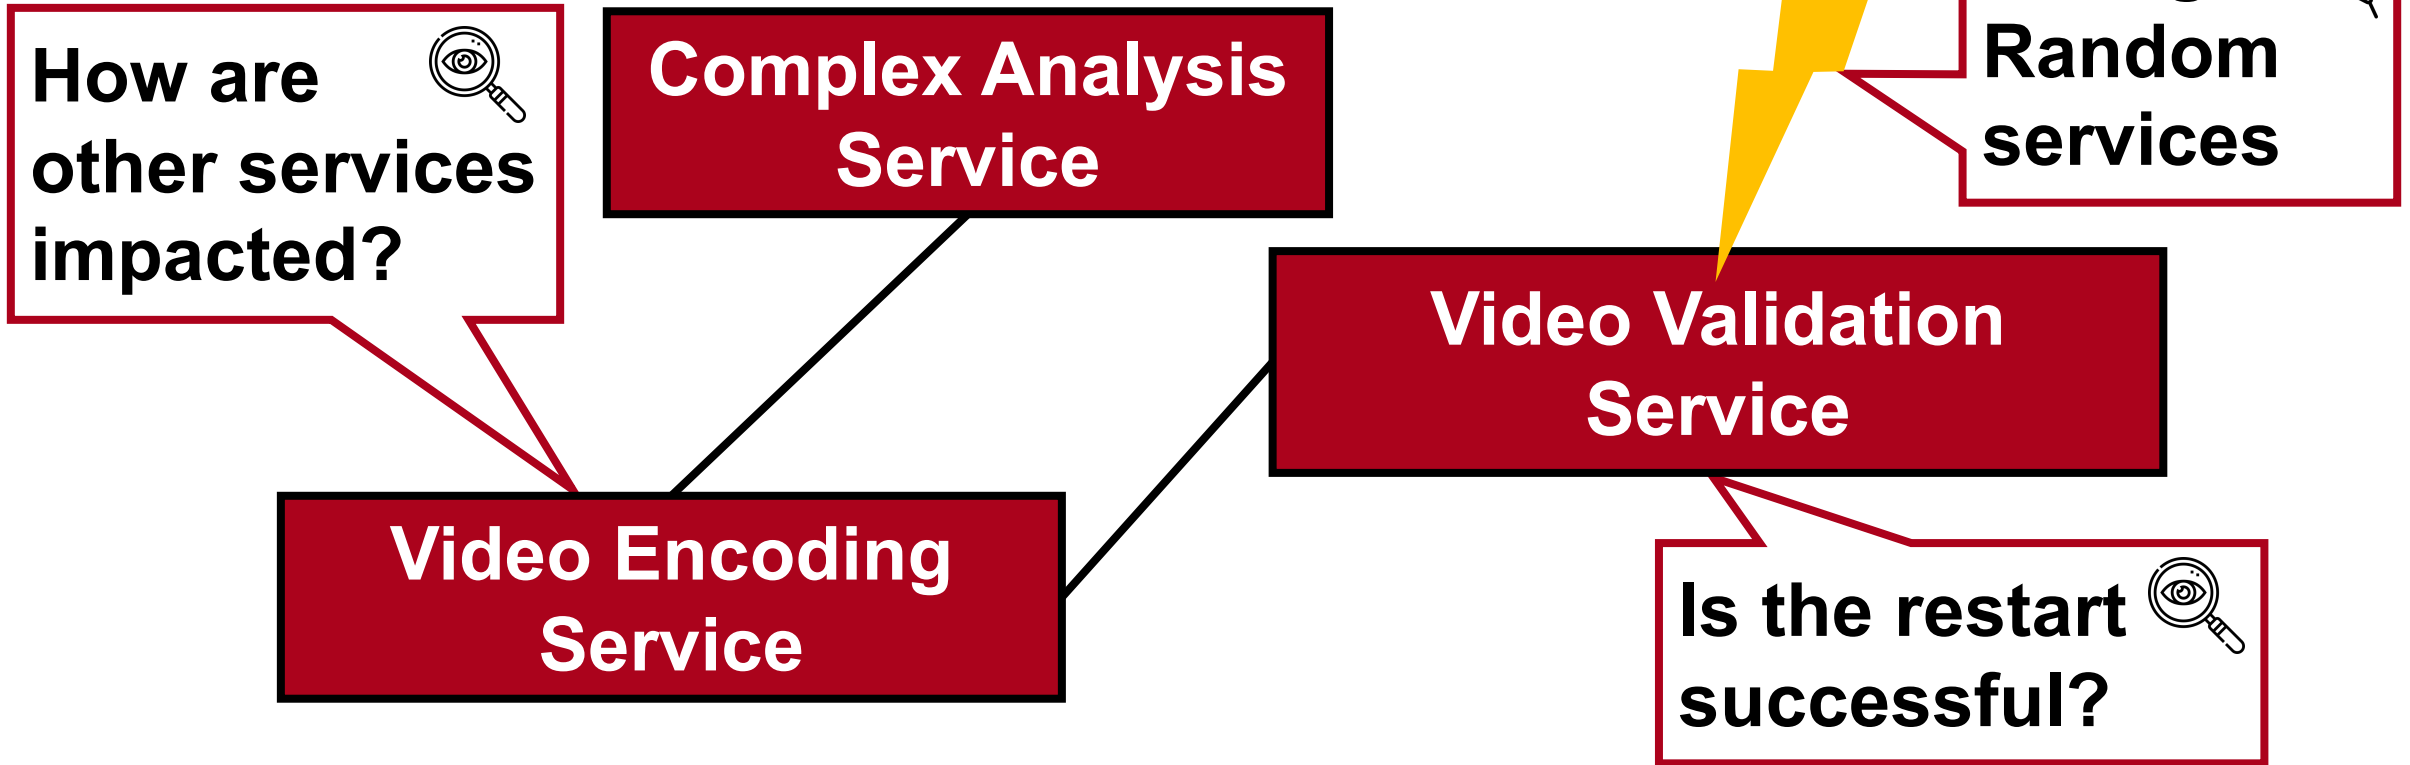 How are
other services
impacted?
Complex Analysis
Service
Random
services
Video Validation
Service
Video Encoding
Service
Is the restart
successful?